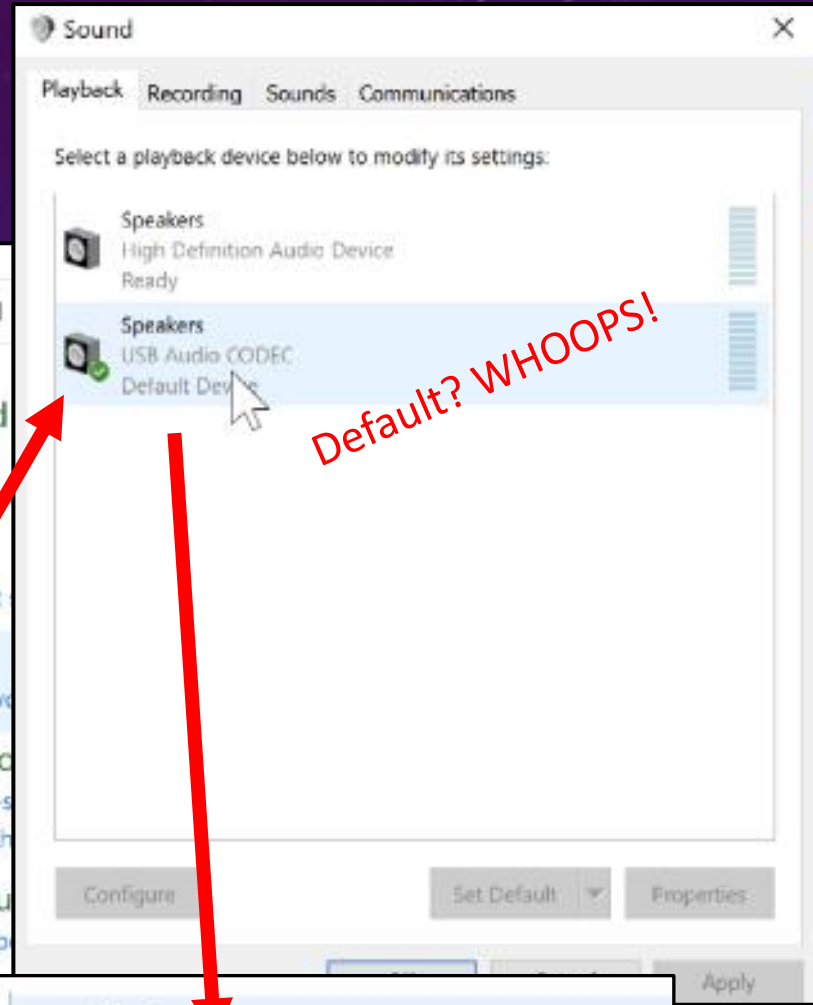 Sound
Playback Recording Sounds Communications
Select a playback device below to modify its settings:
Speakers
High Definition Audio Device
Ready
Speakers
USB Audio CODEC
Default Device
Default? WHOOPS!
Configure Set Default Properties
Apply